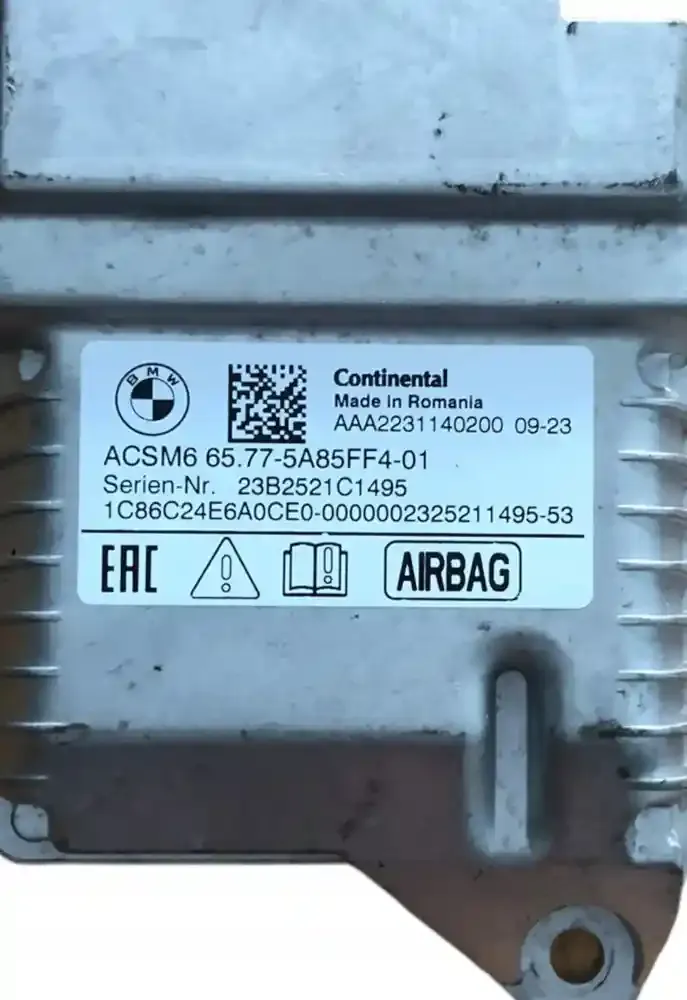 BMW
Continental
Made in Romania
AAA2231140200 09-23
ACSM6 65.77-5A85FF4-01
Serien-Nr. 23B2521C1495
1C86C24E6A0CE0-0000002325211495-53
EAC
AIRBAG